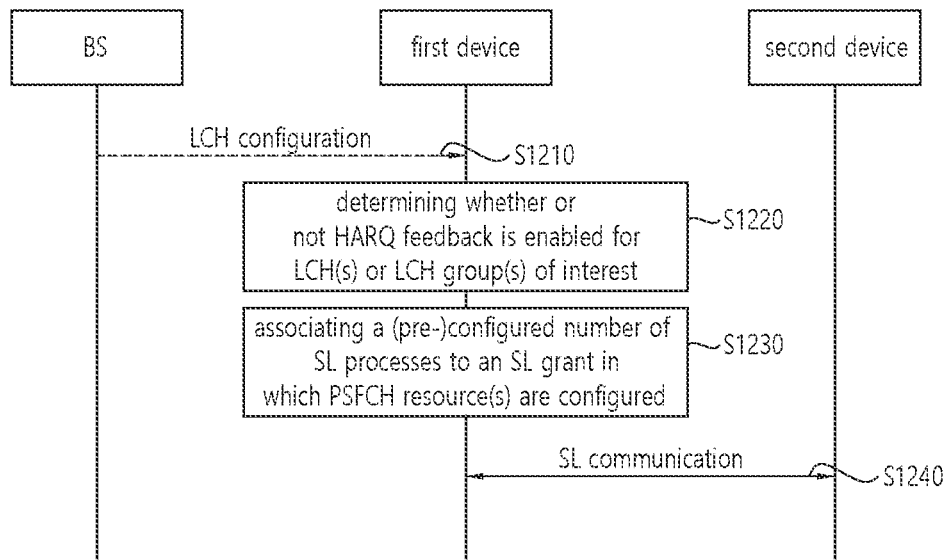 BS
first device
second device
LCH configuration
S1210
determining whether or
not HARQ feedback is enabled for
LCH(s) or LCH group(s) of interest
S1220
associating a (pre-)configured number of
SL processes to an SL grant in
which PSFCH resource(s) are configured
S1230
SL communication
S1240